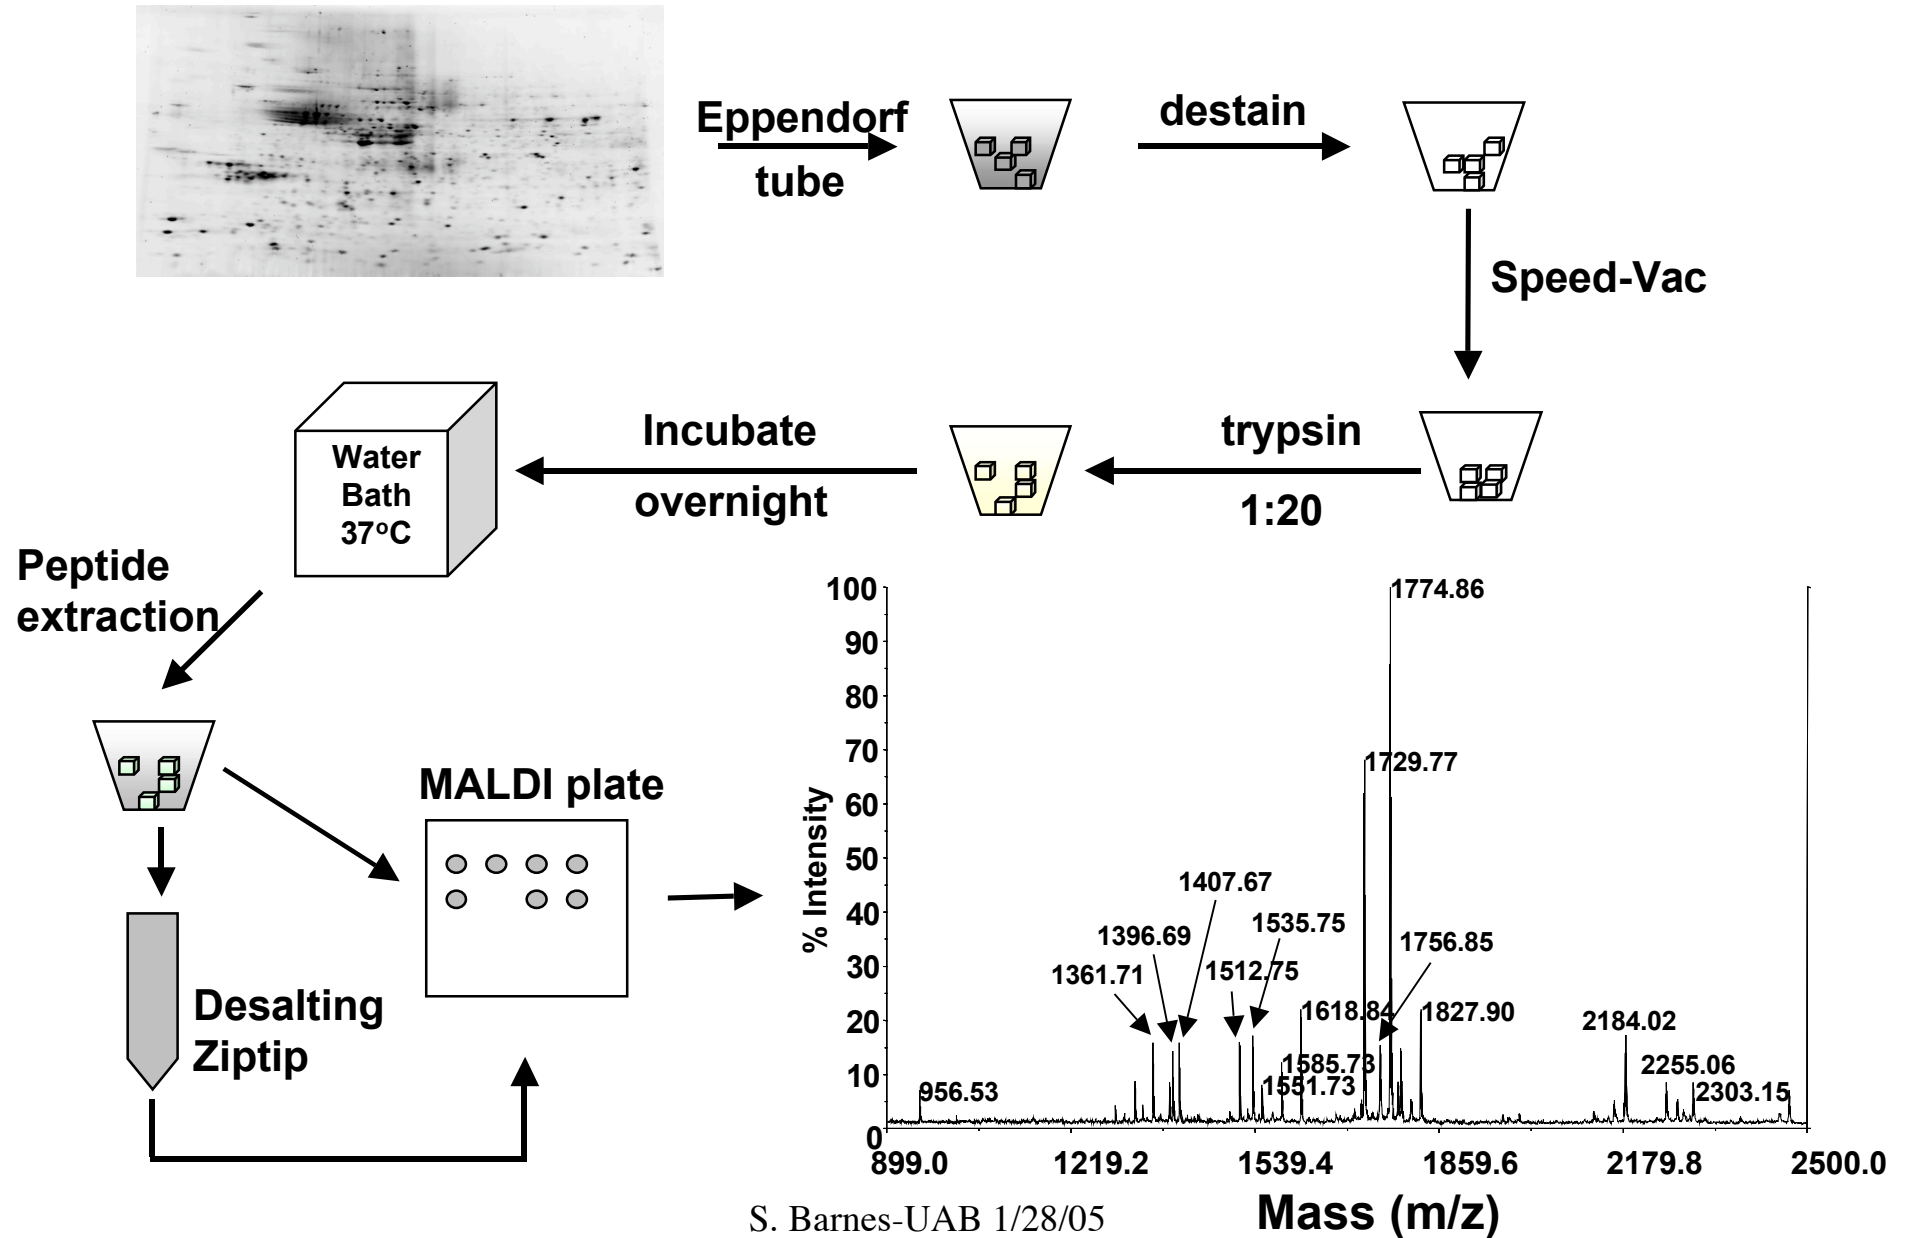 Eppendorf
tube
destain
Speed-Vac
trypsin
1:20
Incubate
overnight
Water
Bath
37°C
Peptide
extraction
MALDI plate
Desalting
Ziptip
% Intensity
100
90
80
70
60
50
40
30
20
10
0
1774.86
1729.77
1407.67
1535.75
1396.69
1756.85
1361.71
1512.75
1618.84
1827.90
2184.02
1585.73
2255.06
1551.73
956.53
2303.15
899.0
1219.2
1539.4
1859.6
2179.8
2500.0
Mass (m/z)
S. Barnes-UAB 1/28/05